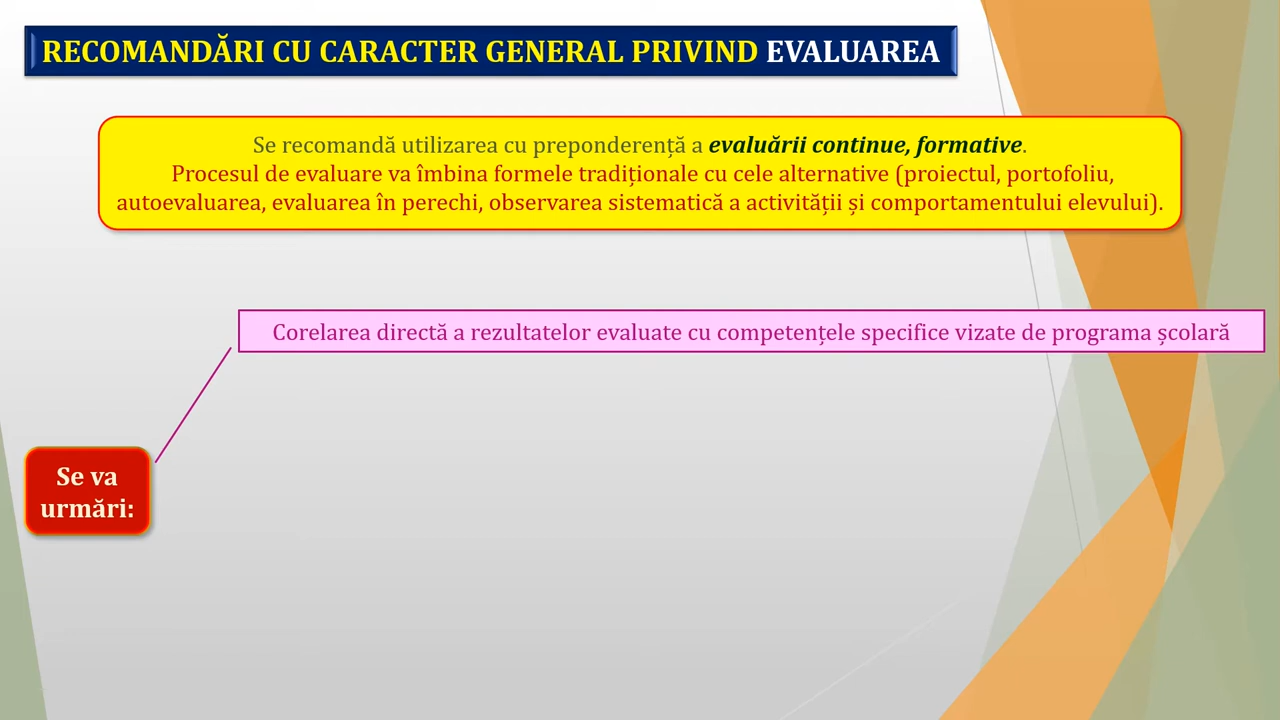 RECOMANDĂRI CU CARACTER GENERAL PRIVIND EVALUAREA
Se recomandă utilizarea cu preponderență a evaluării continue, formative.
Procesul de evaluare va îmbina formele tradiționale cu cele alternative (proiectul, portofoliu,
autoevaluarea, evaluarea în perechi, observarea sistematică a activității și comportamentului elevului).
Corelarea directă a rezultatelor evaluate cu competențele specifice vizate de programa școlară
Se va
urmări: